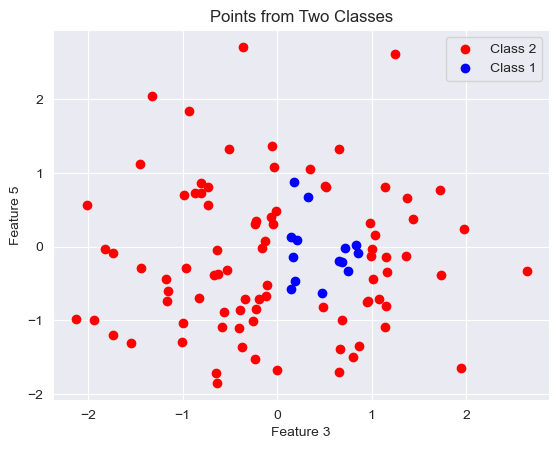 Points from Two Classes
Class 2
Class 1
Feature 5
2
1
0
−1
−2
−2
−1
0
1
2
Feature 3